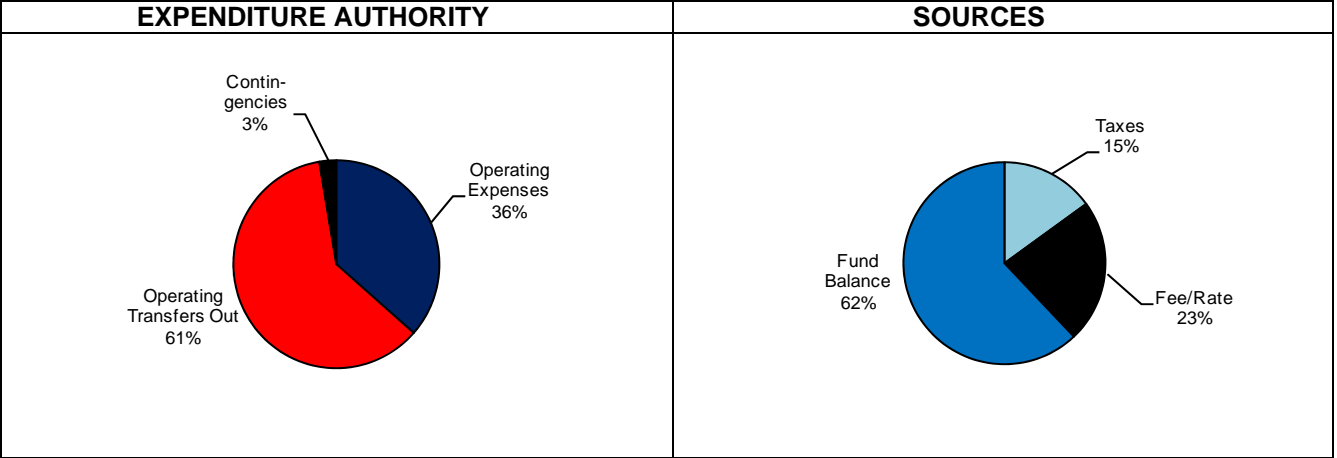 EXPENDITURE AUTHORITY
Contin-
gencies
3%
Operating
Expenses
36%
Operating
Transfers Out
61%
SOURCES
Taxes
15%
Fund
Balance
62%
Fee/Rate
23%